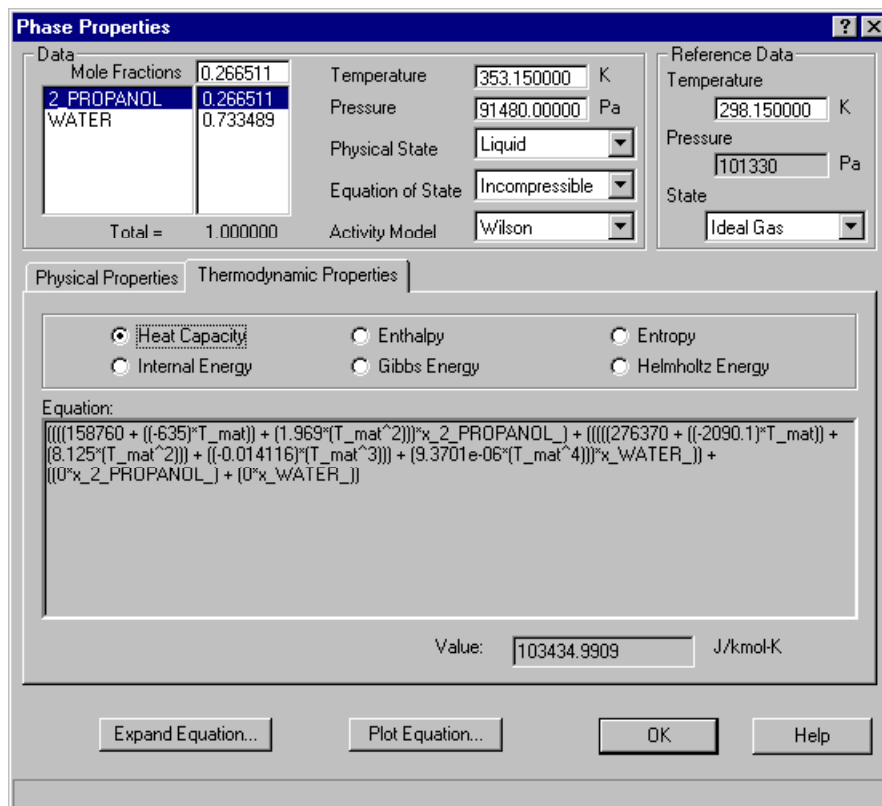 Phase Properties
Data
Mole Fractions 0.266511
2_PROPANOL 0.266511
WATER 0.733489
Total = 1.000000
Temperature 353.150000 K
Pressure 91480.00000 Pa
Physical State Liquid
Equation of State Incompressible
Activity Model Wilson
Reference Data
Temperature
298.150000 K
Pressure
101330 Pa
State
Ideal Gas
Physical Properties Thermodynamic Properties
Heat Capacity Enthalpy Entropy
Internal Energy Gibbs Energy Helmholtz Energy
Equation:
((((158760 + ((-635)*T_mat)) + (1.969*(T_mat^2)))*x_2_PROPANOL_) + (((((276370 + ((-2090.1)*T_mat)) +
(8.125*(T_mat^2))) + ((-0.014116)*(T_mat^3))) + (9.3701e-06*(T_mat^4)))*x_WATER_)) +
((0*x_2_PROPANOL_) + (0*x_WATER_))
Value: 103434.9909 J/kmol-K
Expand Equation... Plot Equation... OK Help